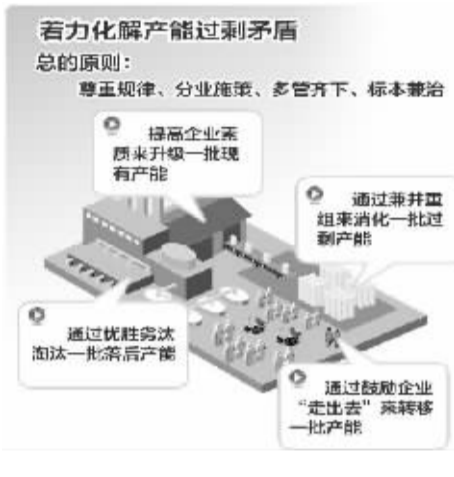 着力化解产能过剩矛盾
总的原则：
尊重规律、分业施策、多管齐下、标本兼治
提高企业素
质来升级一批现
有产能
通过兼并重
组来消化一批过
剩产能
通过优胜劣汰
淘汰一批落后产能
通过鼓励企业
“走出去”来转移
一批产能